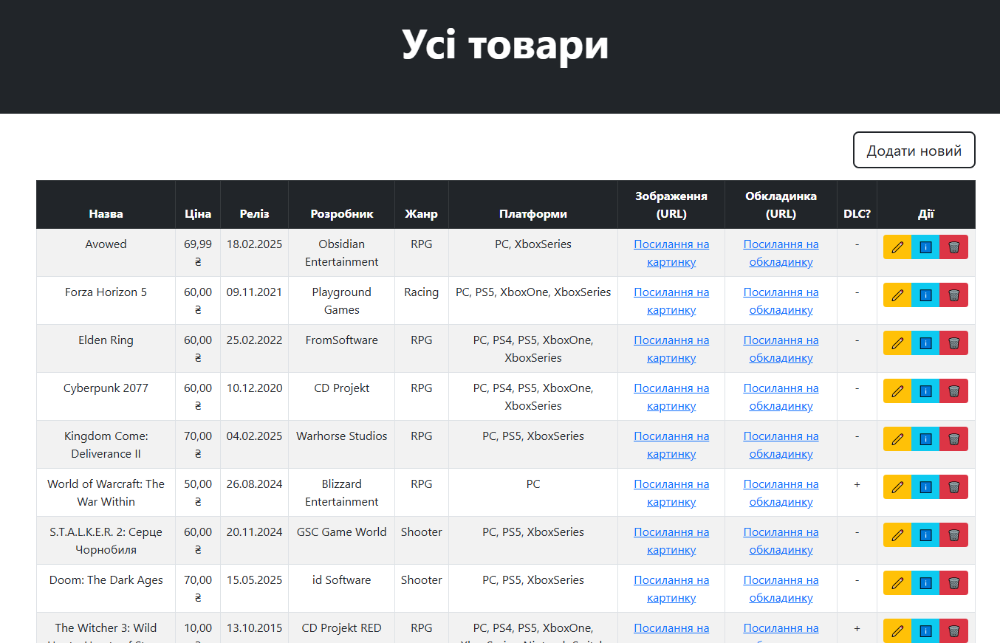 Усі товари
Додати новий
Назва Ціна Реліз Розробник Жанр Платформи Зображення (URL) Обкладинка (URL) DLC? Дії
Avowed 69,99 ₴ 18.02.2025 Obsidian Entertainment RPG PC, XboxSeries Посилання на картинку Посилання на обкладинку -
Forza Horizon 5 60,00 ₴ 09.11.2021 Playground Games Racing PC, PS5, XboxOne, XboxSeries Посилання на картинку Посилання на обкладинку -
Elden Ring 60,00 ₴ 25.02.2022 FromSoftware RPG PC, PS4, PS5, XboxOne, XboxSeries Посилання на картинку Посилання на обкладинку -
Cyberpunk 2077 60,00 ₴ 10.12.2020 CD Projekt RPG PC, PS4, PS5, XboxOne, XboxSeries Посилання на картинку Посилання на обкладинку -
Kingdom Come: Deliverance II 70,00 ₴ 04.02.2025 Warhorse Studios RPG PC, PS5, XboxSeries Посилання на картинку Посилання на обкладинку -
World of Warcraft: The War Within 50,00 ₴ 26.08.2024 Blizzard Entertainment RPG PC Посилання на картинку Посилання на обкладинку +
S.T.A.L.K.E.R. 2: Серце Чорнобиля 60,00 ₴ 20.11.2024 GSC Game World Shooter PC, PS5, XboxSeries Посилання на картинку Посилання на обкладинку -
Doom: The Dark Ages 70,00 ₴ 15.05.2025 id Software Shooter PC, PS5, XboxSeries Посилання на картинку Посилання на обкладинку -
The Witcher 3: Wild 10,00 13.10.2015 CD Projekt RED RPG PC, PS4, PS5, XboxOne, Посилання на Посилання на +